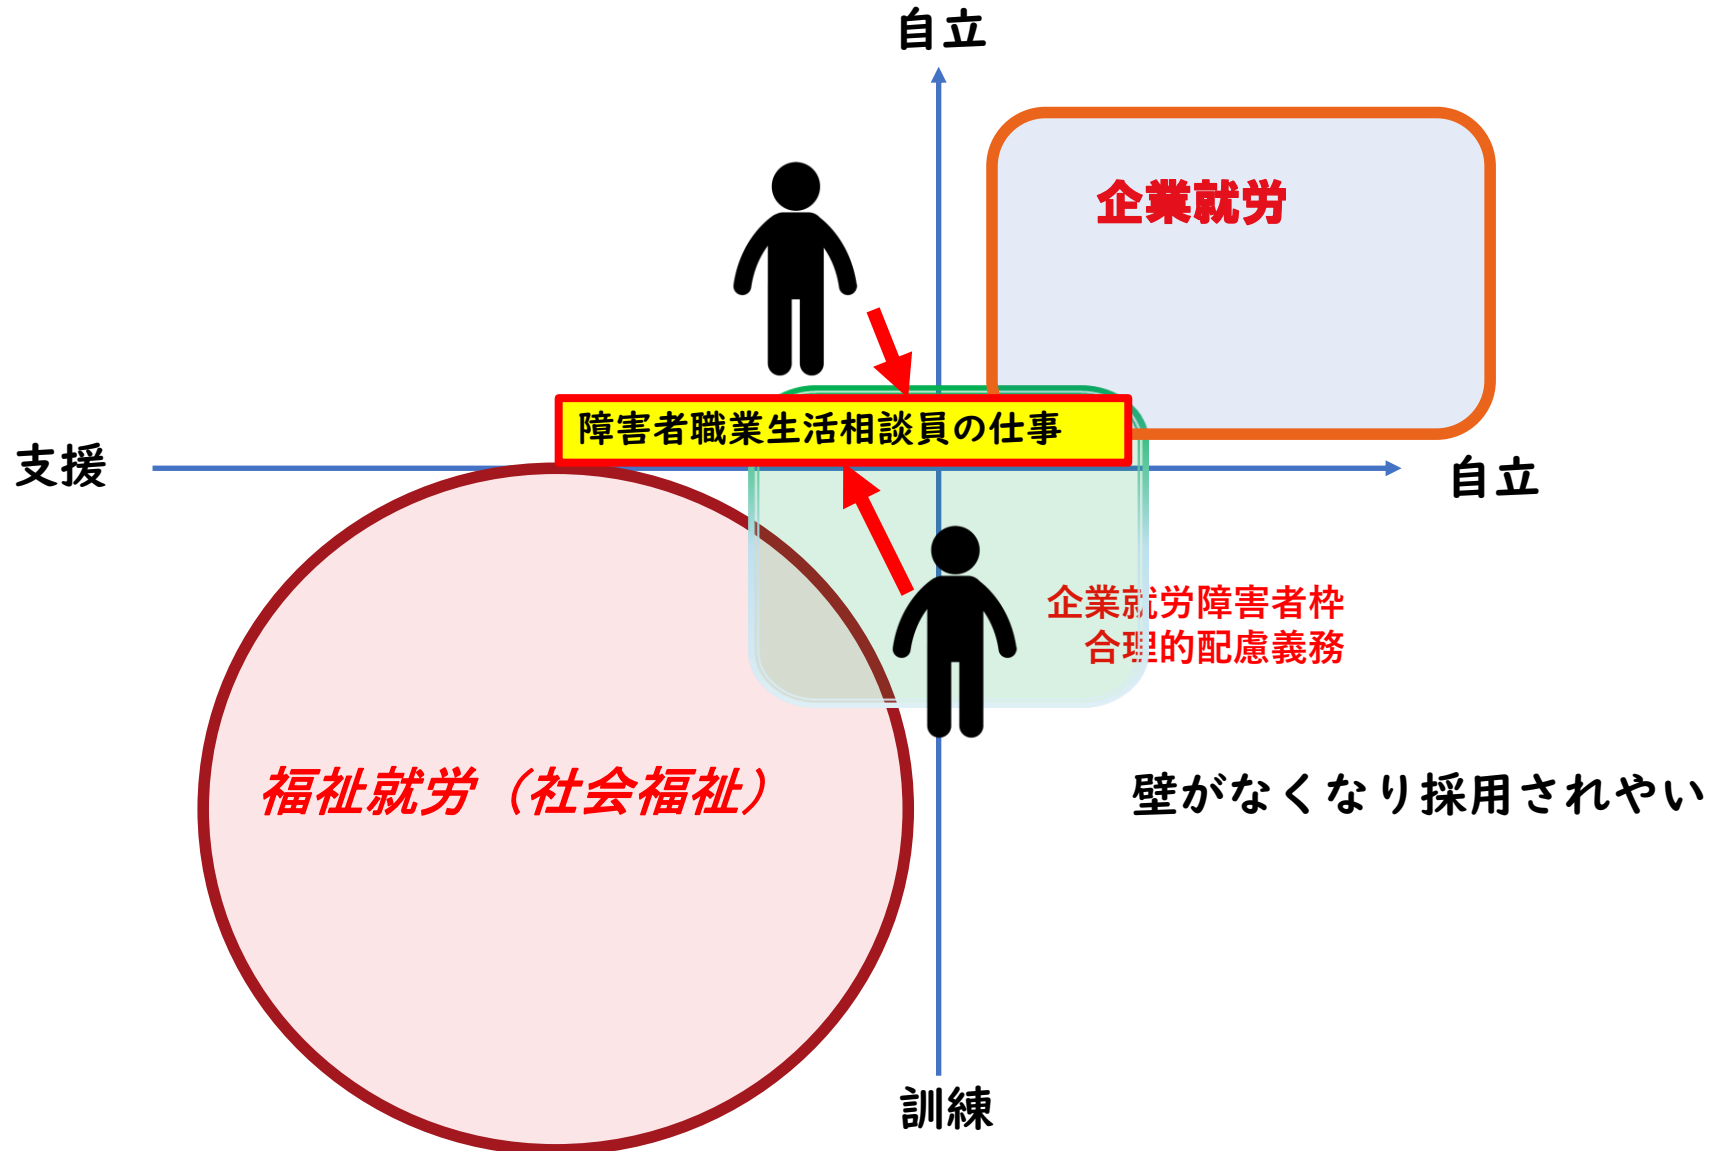 自立
企業就労
障害者職業生活相談員の仕事
支援
自立
企業就労障害者枠
合理的配慮義務
福祉就労（社会福祉）
壁がなくなり採用されやい
訓練